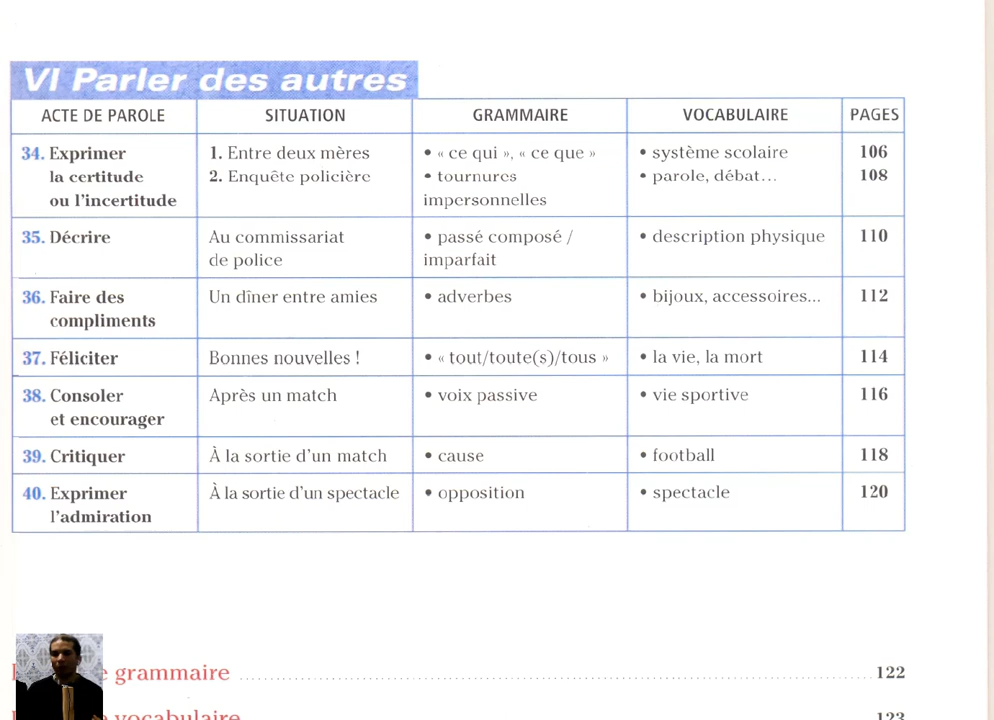 VI Parler des autres
ACTE DE PAROLE SITUATION GRAMMAIRE VOCABULAIRE PAGES
34. Exprimer 1. Entre deux mères • « ce qui », « ce que » • système scolaire 106
la certitude 2. Enquête policière • tournures • parole, débat… 108
ou l'incertitude impersonnelles
35. Décrire Au commissariat • passé composé / • description physique 110
de police imparfait
36. Faire des Un dîner entre amies • adverbes • bijoux, accessoires... 112
compliments
37. Féliciter Bonnes nouvelles ! • « tout/toute(s)/tous » • la vie, la mort 114
38. Consoler Après un match • voix passive • vie sportive 116
et encourager
39. Critiquer À la sortie d'un match • cause • football 118
40. Exprimer À la sortie d'un spectacle • opposition • spectacle 120
l'admiration
grammaire 122
vocabulaire 123